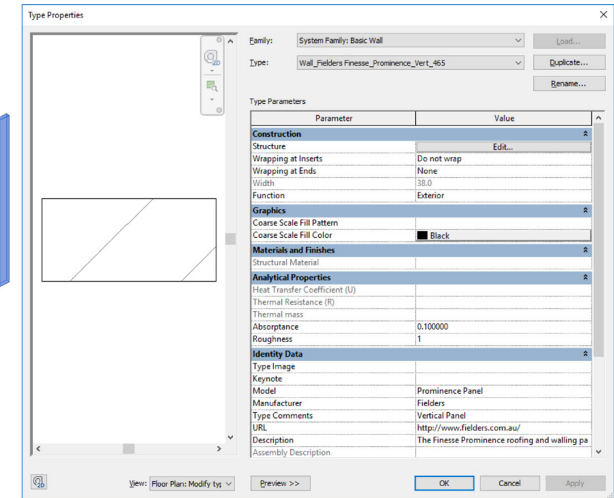 Type Properties
Family: System Family: Basic Wall Load...
Type: Wall_Fielders Finesse_Prominence_Vert_465 Duplicate...
Rename...
Type Parameters
Parameter Value
Construction
Structure Edit...
Wrapping at Inserts Do not wrap
Wrapping at Ends None
Width 38.0
Function Exterior
Graphics
Coarse Scale Fill Pattern
Coarse Scale Fill Color Black
Materials and Finishes
Structural Material
Analytical Properties
Heat Transfer Coefficient (U)
Thermal Resistance (R)
Thermal mass
Absorptance 0.100000
Roughness 1
Identity Data
Type Image
Keynote
Model Prominence Panel
Manufacturer Fielders
Type Comments Vertical Panel
URL http://www.fielders.com.au/
Description The Finesse Prominence roofing and walling pa
Assembly Description
View: Floor Plan: Modify typ Preview >> OK Cancel Apply